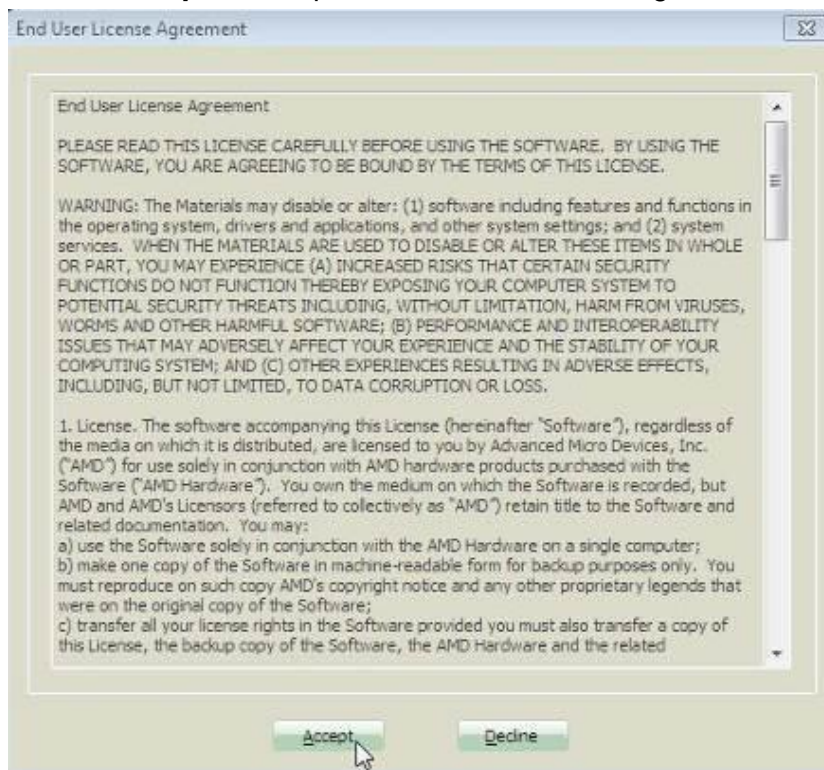 End User License Agreement
End User License Agreement
PLEASE READ THIS LICENSE CAREFULLY BEFORE USING THE SOFTWARE. BY USING THE
SOFTWARE, YOU ARE AGREEING TO BE BOUND BY THE TERMS OF THIS LICENSE.
WARNING: The Materials may disable or alter: (1) software including features and functions in
the operating system, drivers and applications, and other system settings; and (2) system
services. WHEN THE MATERIALS ARE USED TO DISABLE OR ALTER THESE ITEMS IN WHOLE
OR PART, YOU MAY EXPERIENCE (A) INCREASED RISKS THAT CERTAIN SECURITY
FUNCTIONS DO NOT FUNCTION THEREBY EXPOSING YOUR COMPUTER SYSTEM TO
POTENTIAL SECURITY THREATS INCLUDING, WITHOUT LIMITATION, HARM FROM VIRUSES,
WORMS AND OTHER HARMFUL SOFTWARE; (B) PERFORMANCE AND INTEROPERABILITY
ISSUES THAT MAY ADVERSELY AFFECT YOUR EXPERIENCE AND THE STABILITY OF YOUR
COMPUTING SYSTEM; AND (C) OTHER EXPERIENCES RESULTING IN ADVERSE EFFECTS,
INCLUDING, BUT NOT LIMITED, TO DATA CORRUPTION OR LOSS.
1. License. The software accompanying this License (hereinafter "Software"), regardless of
the media on which it is distributed, are licensed to you by Advanced Micro Devices, Inc.
("AMD") for use solely in conjunction with AMD hardware products purchased with the
Software ("AMD Hardware"). You own the medium on which the Software is recorded, but
AMD and AMD's Licensors (referred to collectively as "AMD") retain title to the Software and
related documentation. You may:
a) use the Software solely in conjunction with the AMD Hardware on a single computer;
b) make one copy of the Software in machine-readable form for backup purposes only. You
must reproduce on such copy AMD's copyright notice and any other proprietary legends that
were on the original copy of the Software;
c) transfer all your license rights in the Software provided you must also transfer a copy of
this License, the backup copy of the Software, the AMD Hardware and the related
Accept
Decline